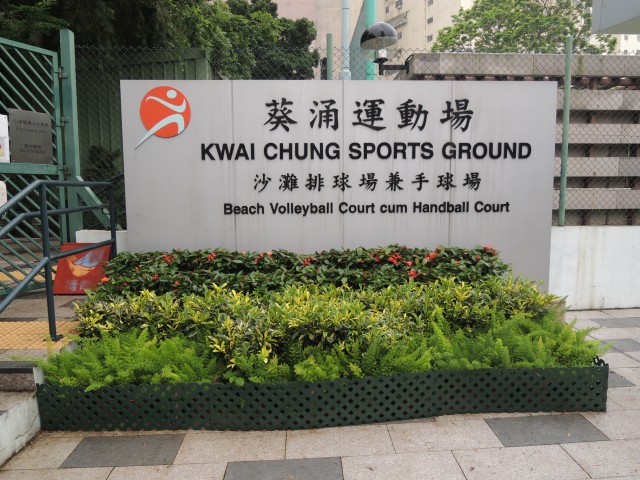 葵涌運動場
KWAI CHUNG SPORTS GROUND
沙灘排球場兼手球場
Beach Volleyball Court cum Handball Court